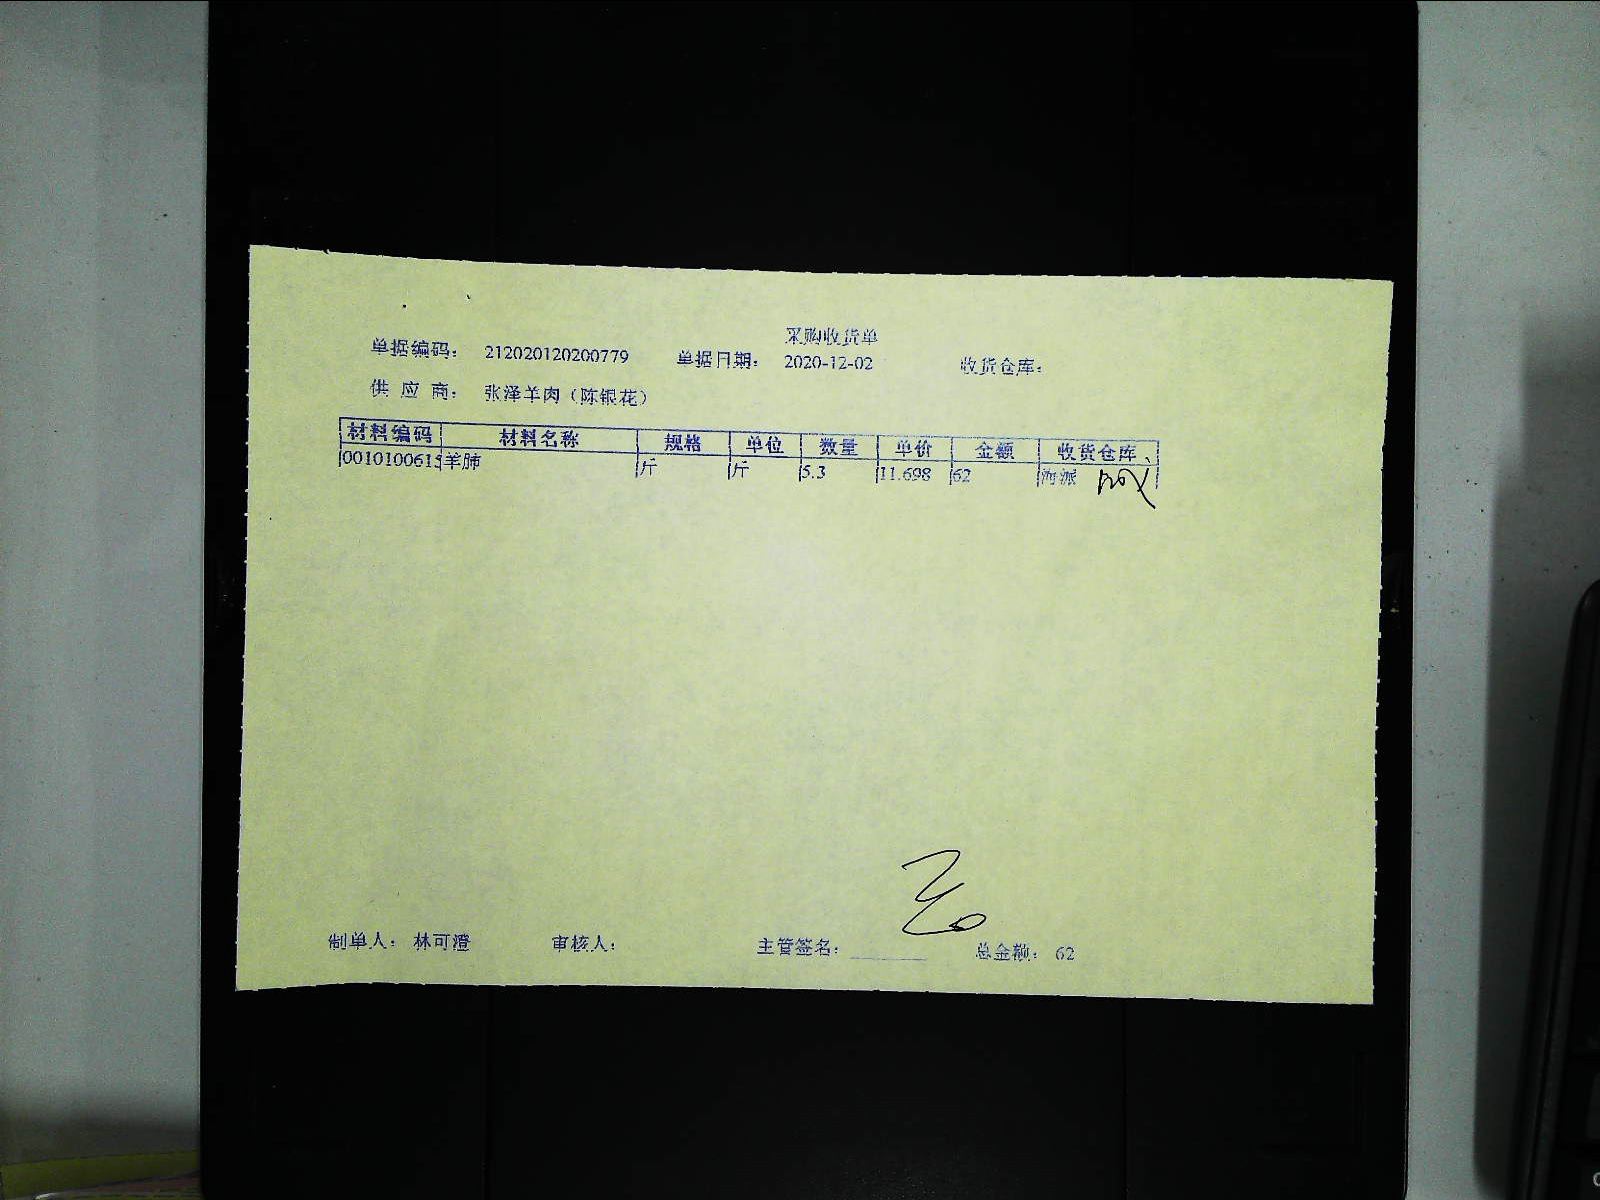 采购收货单
单据编码： 212020120200779 单据日期： 2020-12-02 收货仓库：
供 应 商： 张泽羊肉（陈银花）
材料编码 材料名称 规格 单位 数量 单价 金额 收货仓库
0010100615 羊肺 斤 斤 5.3 11.698 62 海派
制单人： 林可澄 审核人： 主管签名： 总金额： 62